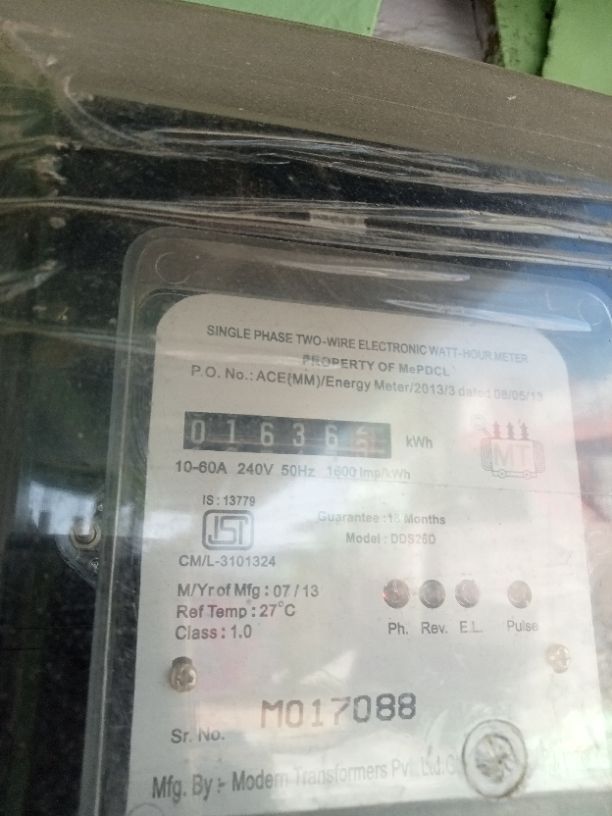 SINGLE PHASE TWO-WIRE ELECTRONIC WATT-HOUR METER
PROPERTY OF MePDCL
P.O. No.: ACE(MM)/Energy Meter/2013/3 dated 08/05/13
01636 kWh
MT
10-60A 240V 50Hz 1600 Imp/kWh
IS : 13779
Guarantee : 18 Months
Model : DDS26D
CM/L-3101324
M/Yr of Mfg : 07 / 13
Ref Temp : 27°C
Class : 1.0
Ph. Rev. E.L. Pulse
Sr. No. M017088
Mfg. By :- Modern Transformers Pvt. Ltd.